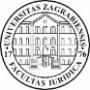 UNIVERSITAS ZAGRABIENSIS
FACULTAS IURIDICA